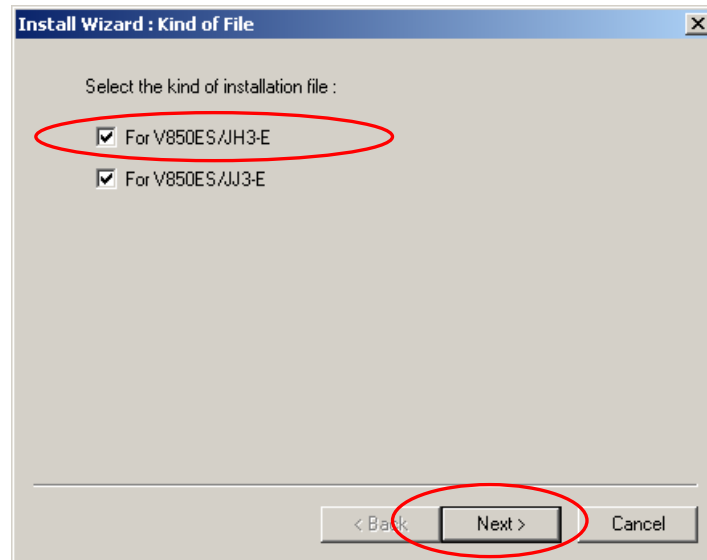 Install Wizard : Kind of File
Select the kind of installation file :
For V850ES/JH3-E
For V850ES/JJ3-E
< Back
Next >
Cancel